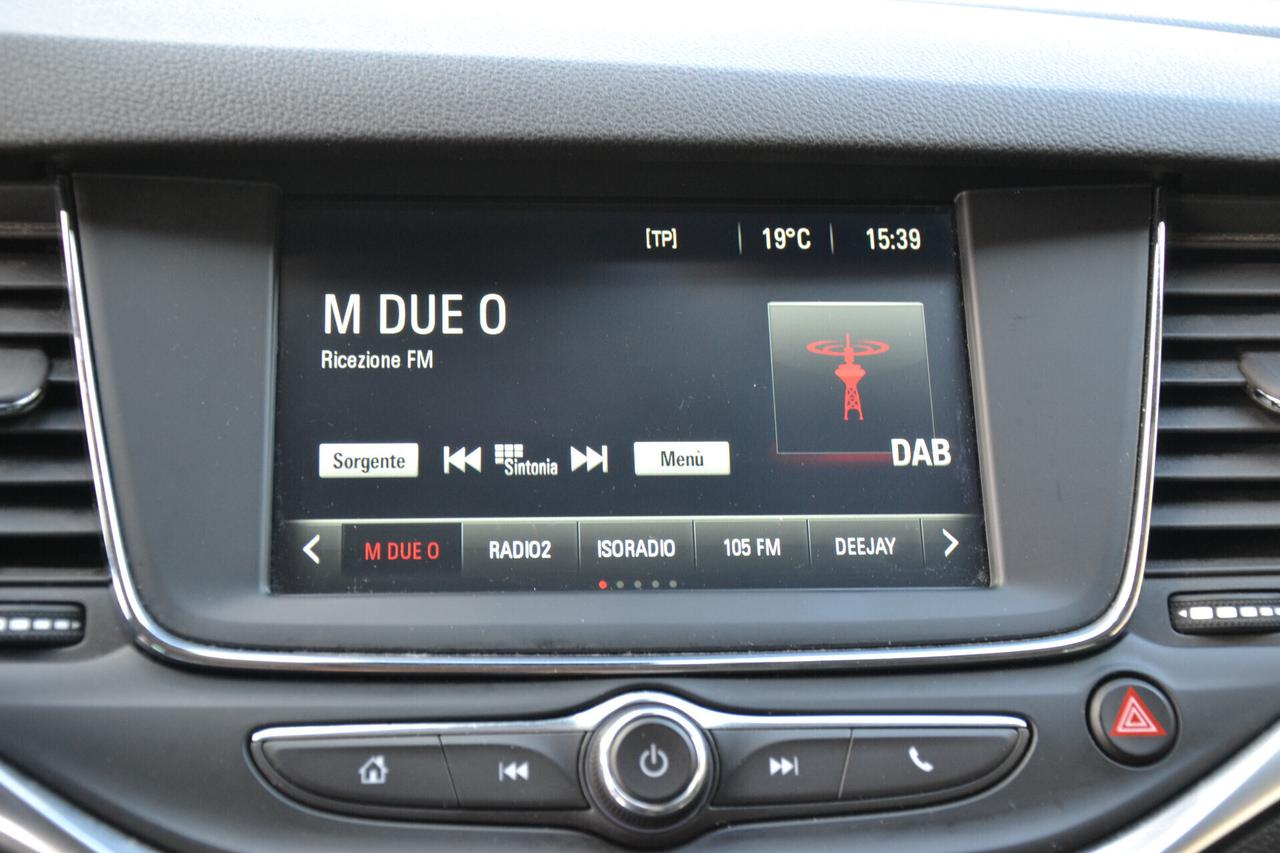 [TP] 19°C 15:39
M DUE O
Ricezione FM
DAB
Sorgente Sintonia Menù
M DUE O RADIO2 ISORADIO 105 FM DEEJAY